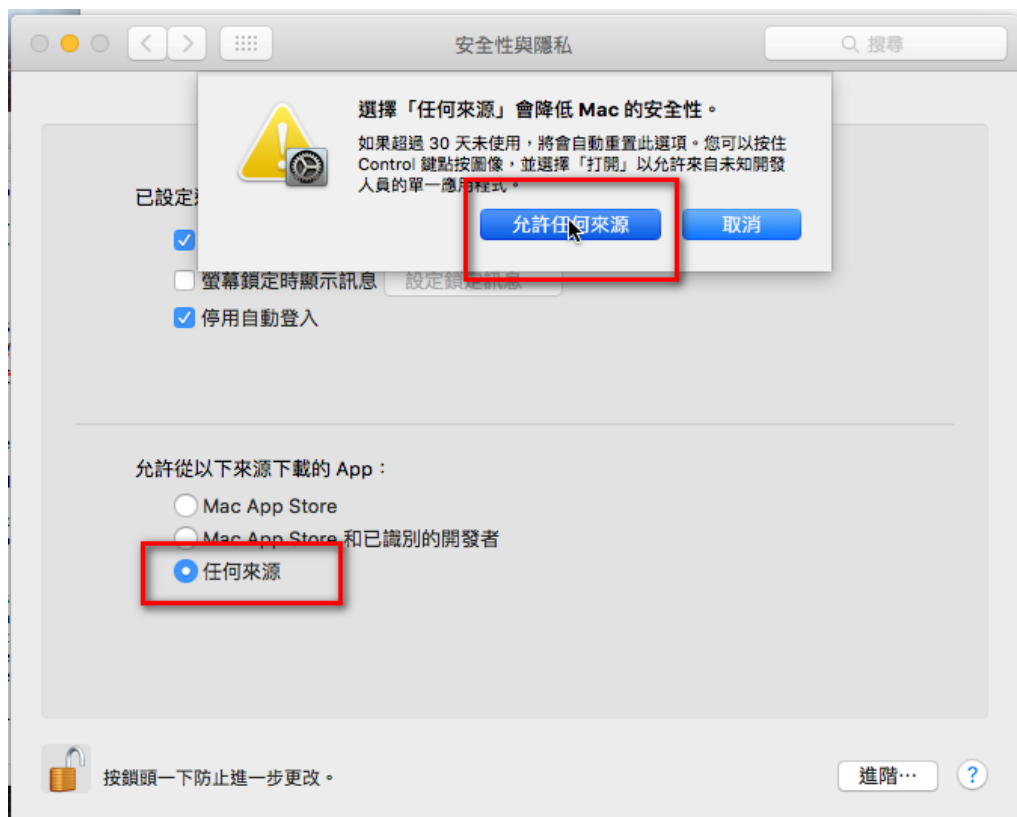 安全性與隱私
搜尋
選擇「任何來源」會降低 Mac 的安全性。
如果超過 30 天未使用，將會自動重置此選項。您可以按住
Control 鍵點按圖像，並選擇「打開」以允許來自未知開發
人員的單一應用程式。
允許任何來源 取消
已設定
螢幕鎖定時顯示訊息 設定鎖定訊息
停用自動登入
允許從以下來源下載的 App：
Mac App Store
Mac App Store 和已識別的開發者
任何來源
按鎖頭一下防止進一步更改。 進階… ?